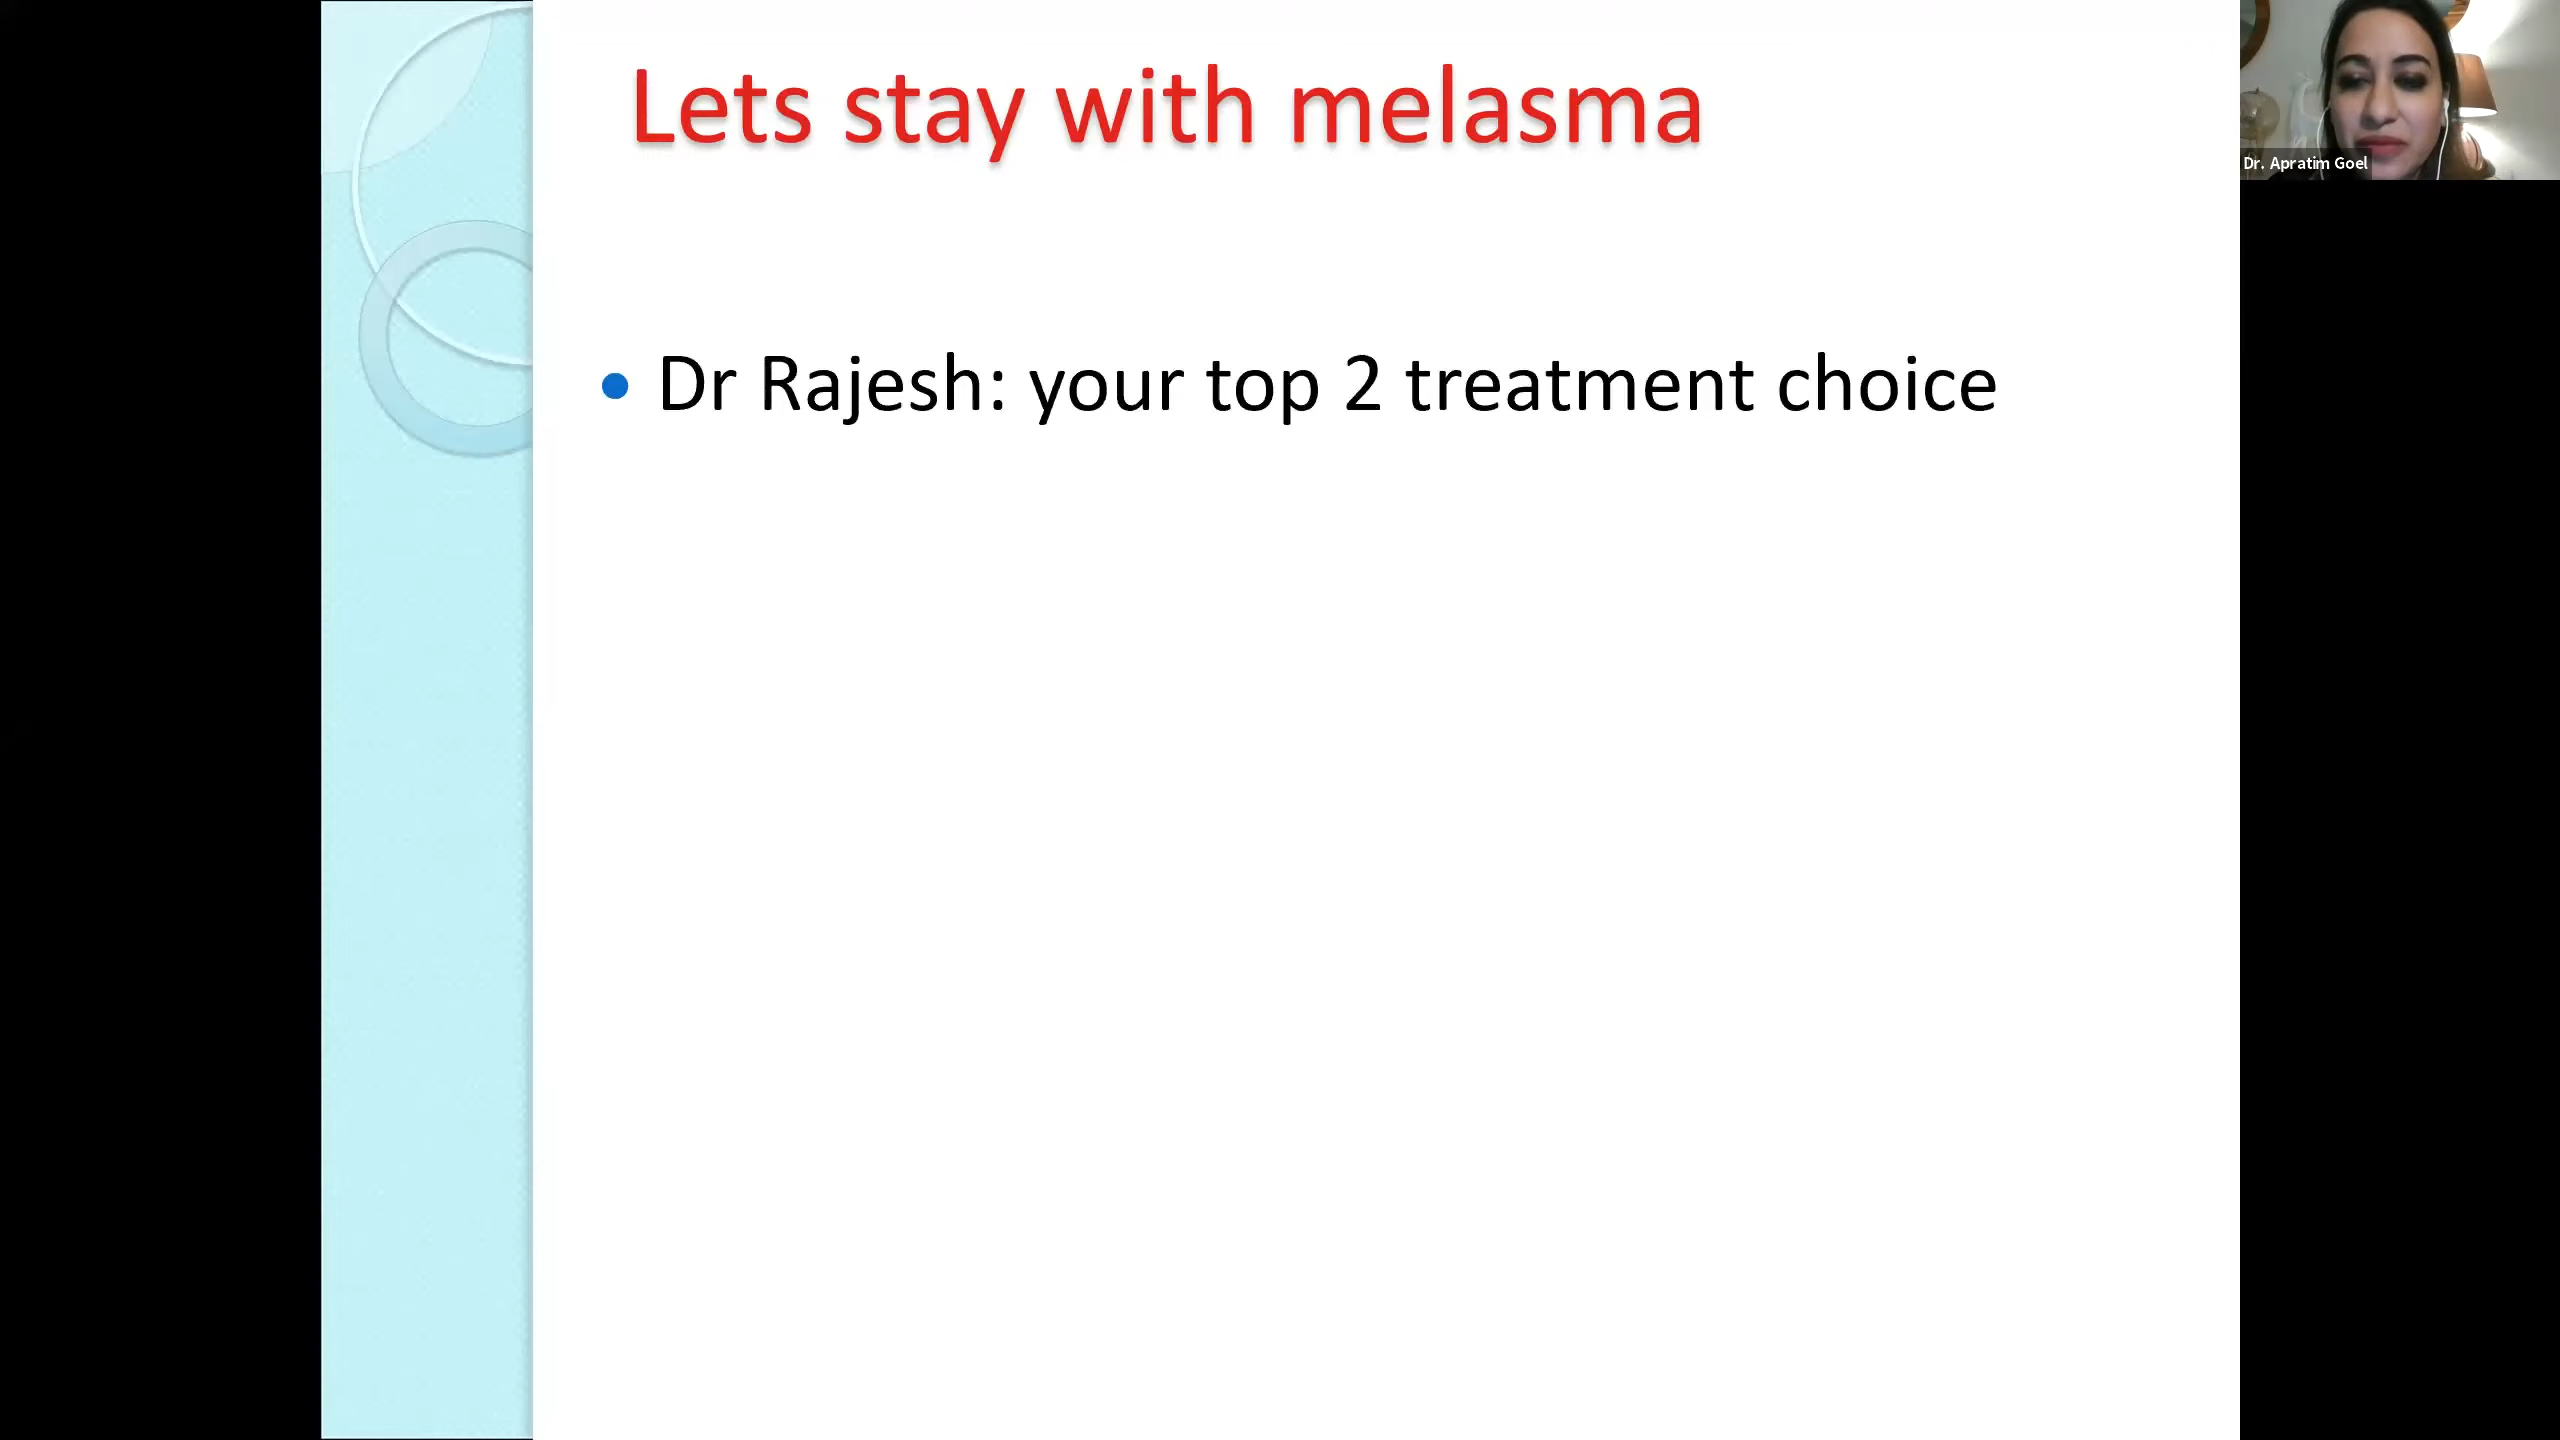 Lets stay with melasma
Dr. Apratim Goel
• Dr Rajesh: your top 2 treatment choice